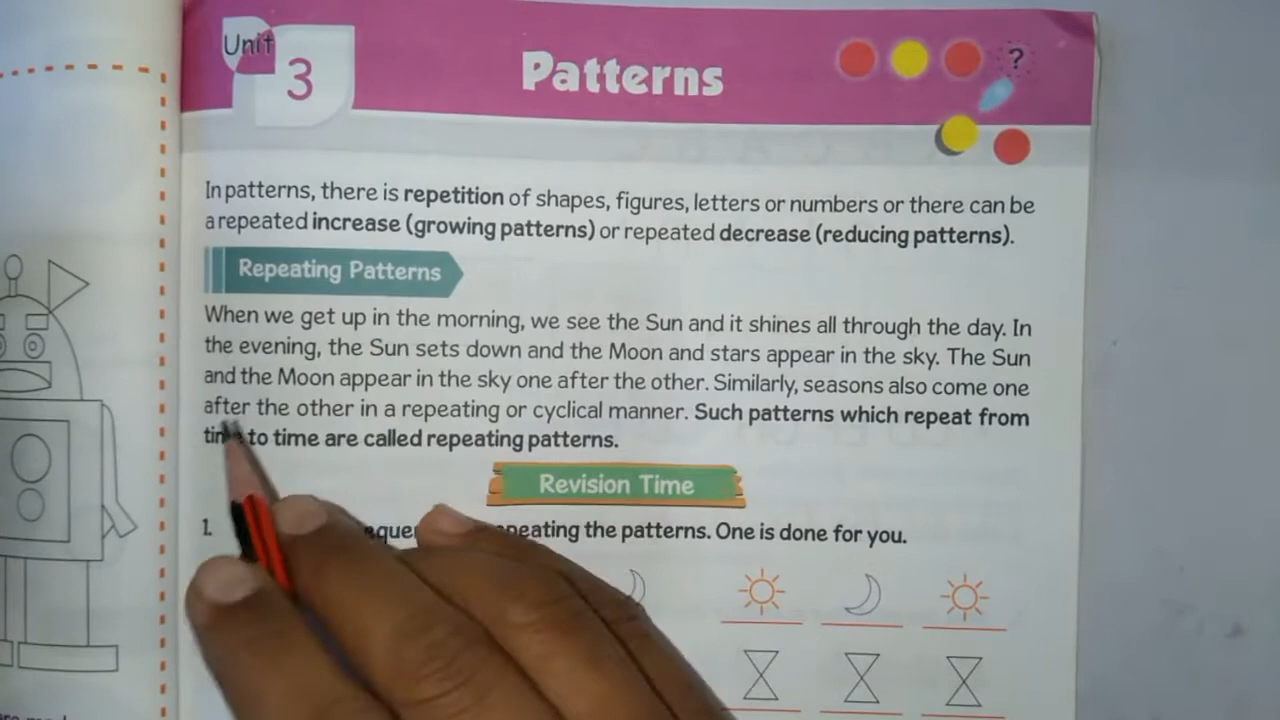 Unit
3
Patterns
?
In patterns, there is repetition of shapes, figures, letters or numbers or there can be
a repeated increase (growing patterns) or repeated decrease (reducing patterns).
Repeating Patterns
When we get up in the morning, we see the Sun and it shines all through the day. In
the evening, the Sun sets down and the Moon and stars appear in the sky. The Sun
and the Moon appear in the sky one after the other. Similarly, seasons also come one
after the other in a repeating or cyclical manner. Such patterns which repeat from
time to time are called repeating patterns.
Revision Time
1. the patterns. One is done for you.